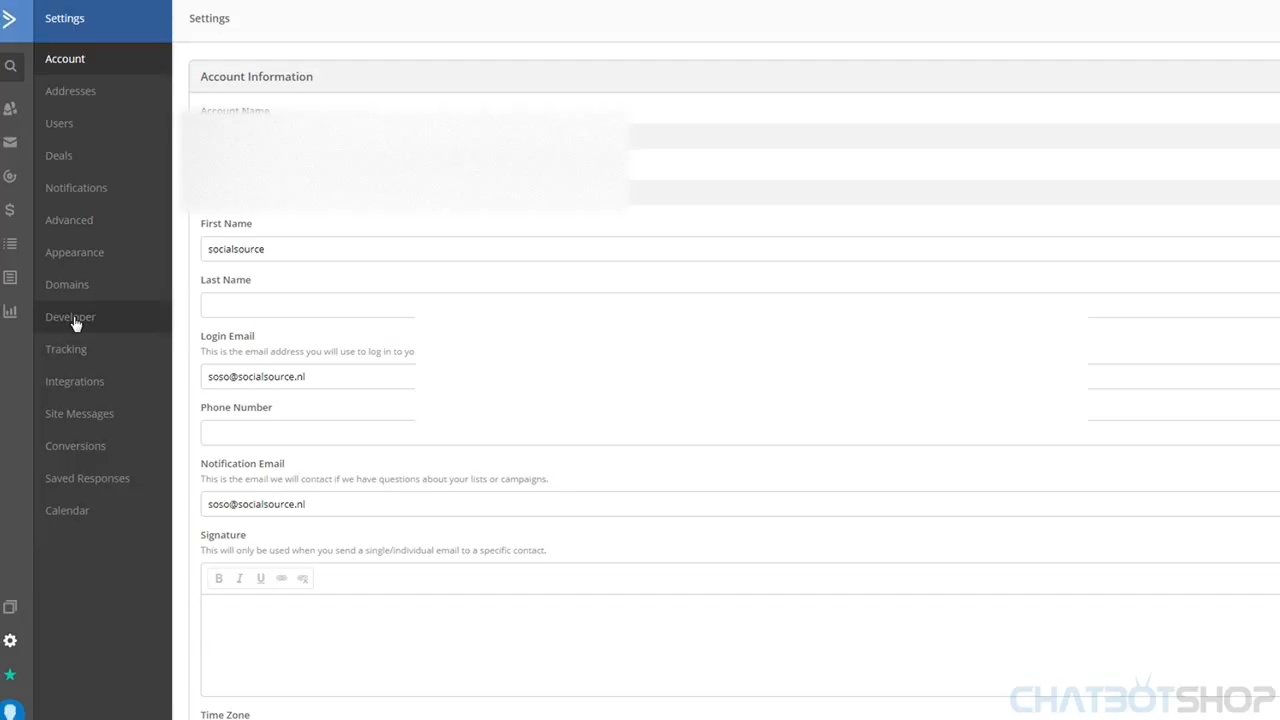 Settings
Settings
Account
Addresses
Users
Deals
Notifications
Advanced
Appearance
Domains
Developer
Tracking
Integrations
Site Messages
Conversions
Saved Responses
Calendar
Account Information
Account Name
First Name
socialsource
Last Name
Login Email
This is the email address you will use to log in to yo
soso@socialsource.nl
Phone Number
Notification Email
This is the email we will contact if we have questions about your lists or campaigns.
soso@socialsource.nl
Signature
This will only be used when you send a single/individual email to a specific contact.
B I U
Time Zone
CHATBOTSHOP